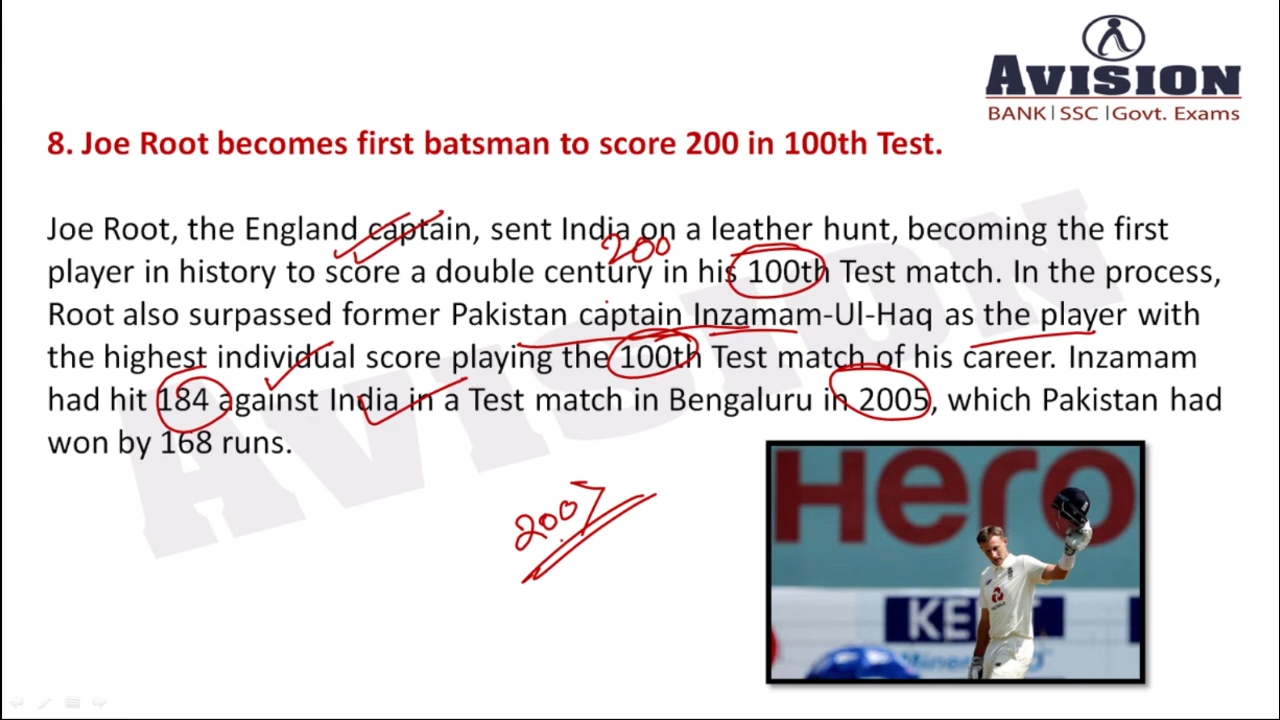 AVISION
BANK | SSC | Govt. Exams
8. Joe Root becomes first batsman to score 200 in 100th Test.
Joe Root, the England captain, sent India on a leather hunt, becoming the first
200
player in history to score a double century in his 100th Test match. In the process,
Root also surpassed former Pakistan captain Inzamam-Ul-Haq as the player with
the highest individual score playing the 100th Test match of his career. Inzamam
had hit 184 against India in a Test match in Bengaluru in 2005, which Pakistan had
won by 168 runs.
AVISION
200
Hero